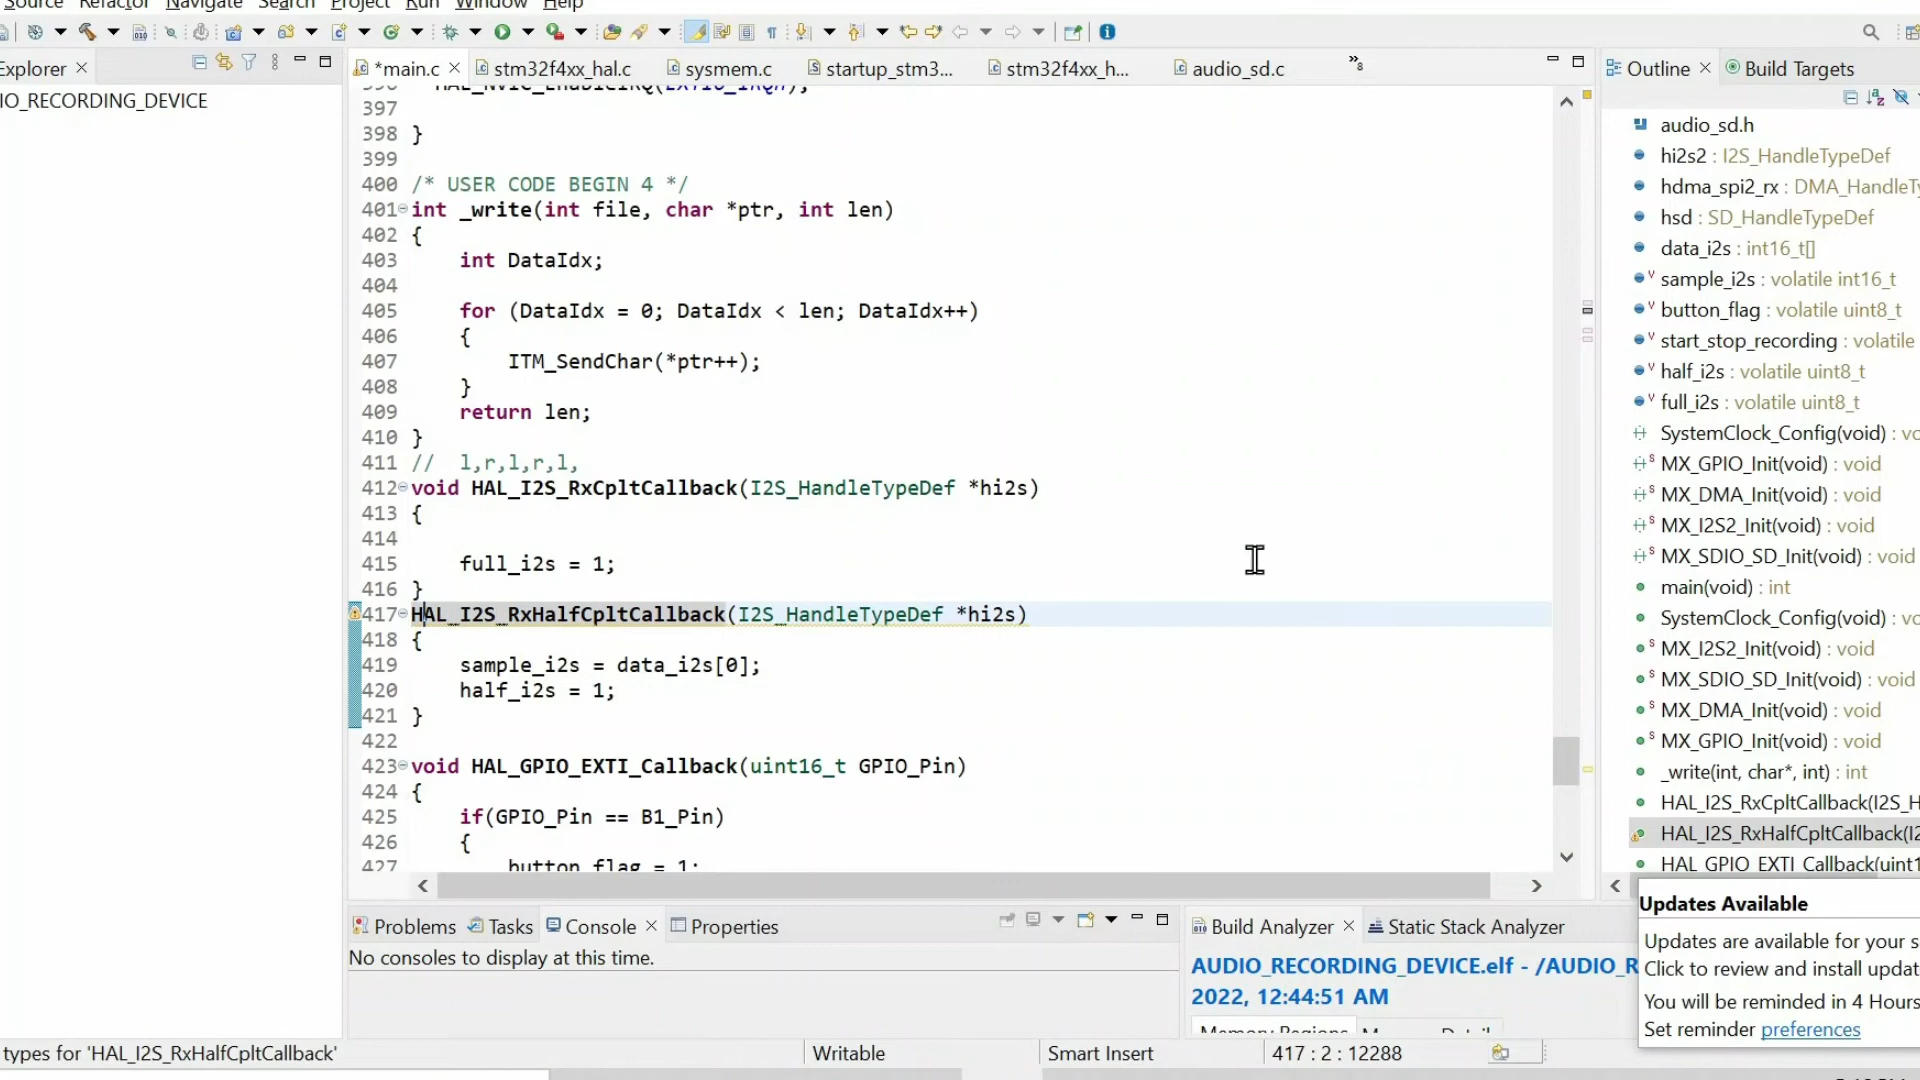 Source Refactor Navigate Search Project Run Window Help
Explorer
IO_RECORDING_DEVICE
*main.c
stm32f4xx_hal.c
sysmem.c
startup_stm3...
stm32f4xx_h...
audio_sd.c
»8
397
398 }
399
400 /* USER CODE BEGIN 4 */
401 int _write(int file, char *ptr, int len)
402 {
403 int DataIdx;
404
405 for (DataIdx = 0; DataIdx < len; DataIdx++)
406 {
407 ITM_SendChar(*ptr++);
408 }
409 return len;
410 }
411 // l,r,l,r,l,
412 void HAL_I2S_RxCpltCallback(I2S_HandleTypeDef *hi2s)
413 {
414
415 full_i2s = 1;
416 }
417 HAL_I2S_RxHalfCpltCallback(I2S_HandleTypeDef *hi2s)
418 {
419 sample_i2s = data_i2s[0];
420 half_i2s = 1;
421 }
422
423 void HAL_GPIO_EXTI_Callback(uint16_t GPIO_Pin)
424 {
425 if(GPIO_Pin == B1_Pin)
426 {
427 button_flag = 1;
Outline
Build Targets
audio_sd.h
hi2s2 : I2S_HandleTypeDef
hdma_spi2_rx : DMA_HandleTy
hsd : SD_HandleTypeDef
data_i2s : int16_t[]
sample_i2s : volatile int16_t
button_flag : volatile uint8_t
start_stop_recording : volatile
half_i2s : volatile uint8_t
full_i2s : volatile uint8_t
SystemClock_Config(void) : vo
MX_GPIO_Init(void) : void
MX_DMA_Init(void) : void
MX_I2S2_Init(void) : void
MX_SDIO_SD_Init(void) : void
main(void) : int
SystemClock_Config(void) : vo
MX_I2S2_Init(void) : void
MX_SDIO_SD_Init(void) : void
MX_DMA_Init(void) : void
MX_GPIO_Init(void) : void
_write(int, char*, int) : int
HAL_I2S_RxCpltCallback(I2S_H
HAL_I2S_RxHalfCpltCallback(I2
HAL_GPIO_EXTI_Callback(uint1
Problems
Tasks
Console
Properties
No consoles to display at this time.
Build Analyzer
Static Stack Analyzer
AUDIO_RECORDING_DEVICE.elf - /AUDIO_R
2022, 12:44:51 AM
Memory Regions
Updates Available
Updates are available for your s
Click to review and install updat
You will be reminded in 4 Hours
Set reminder preferences
types for 'HAL_I2S_RxHalfCpltCallback'
Writable
Smart Insert
417 : 2 : 12288